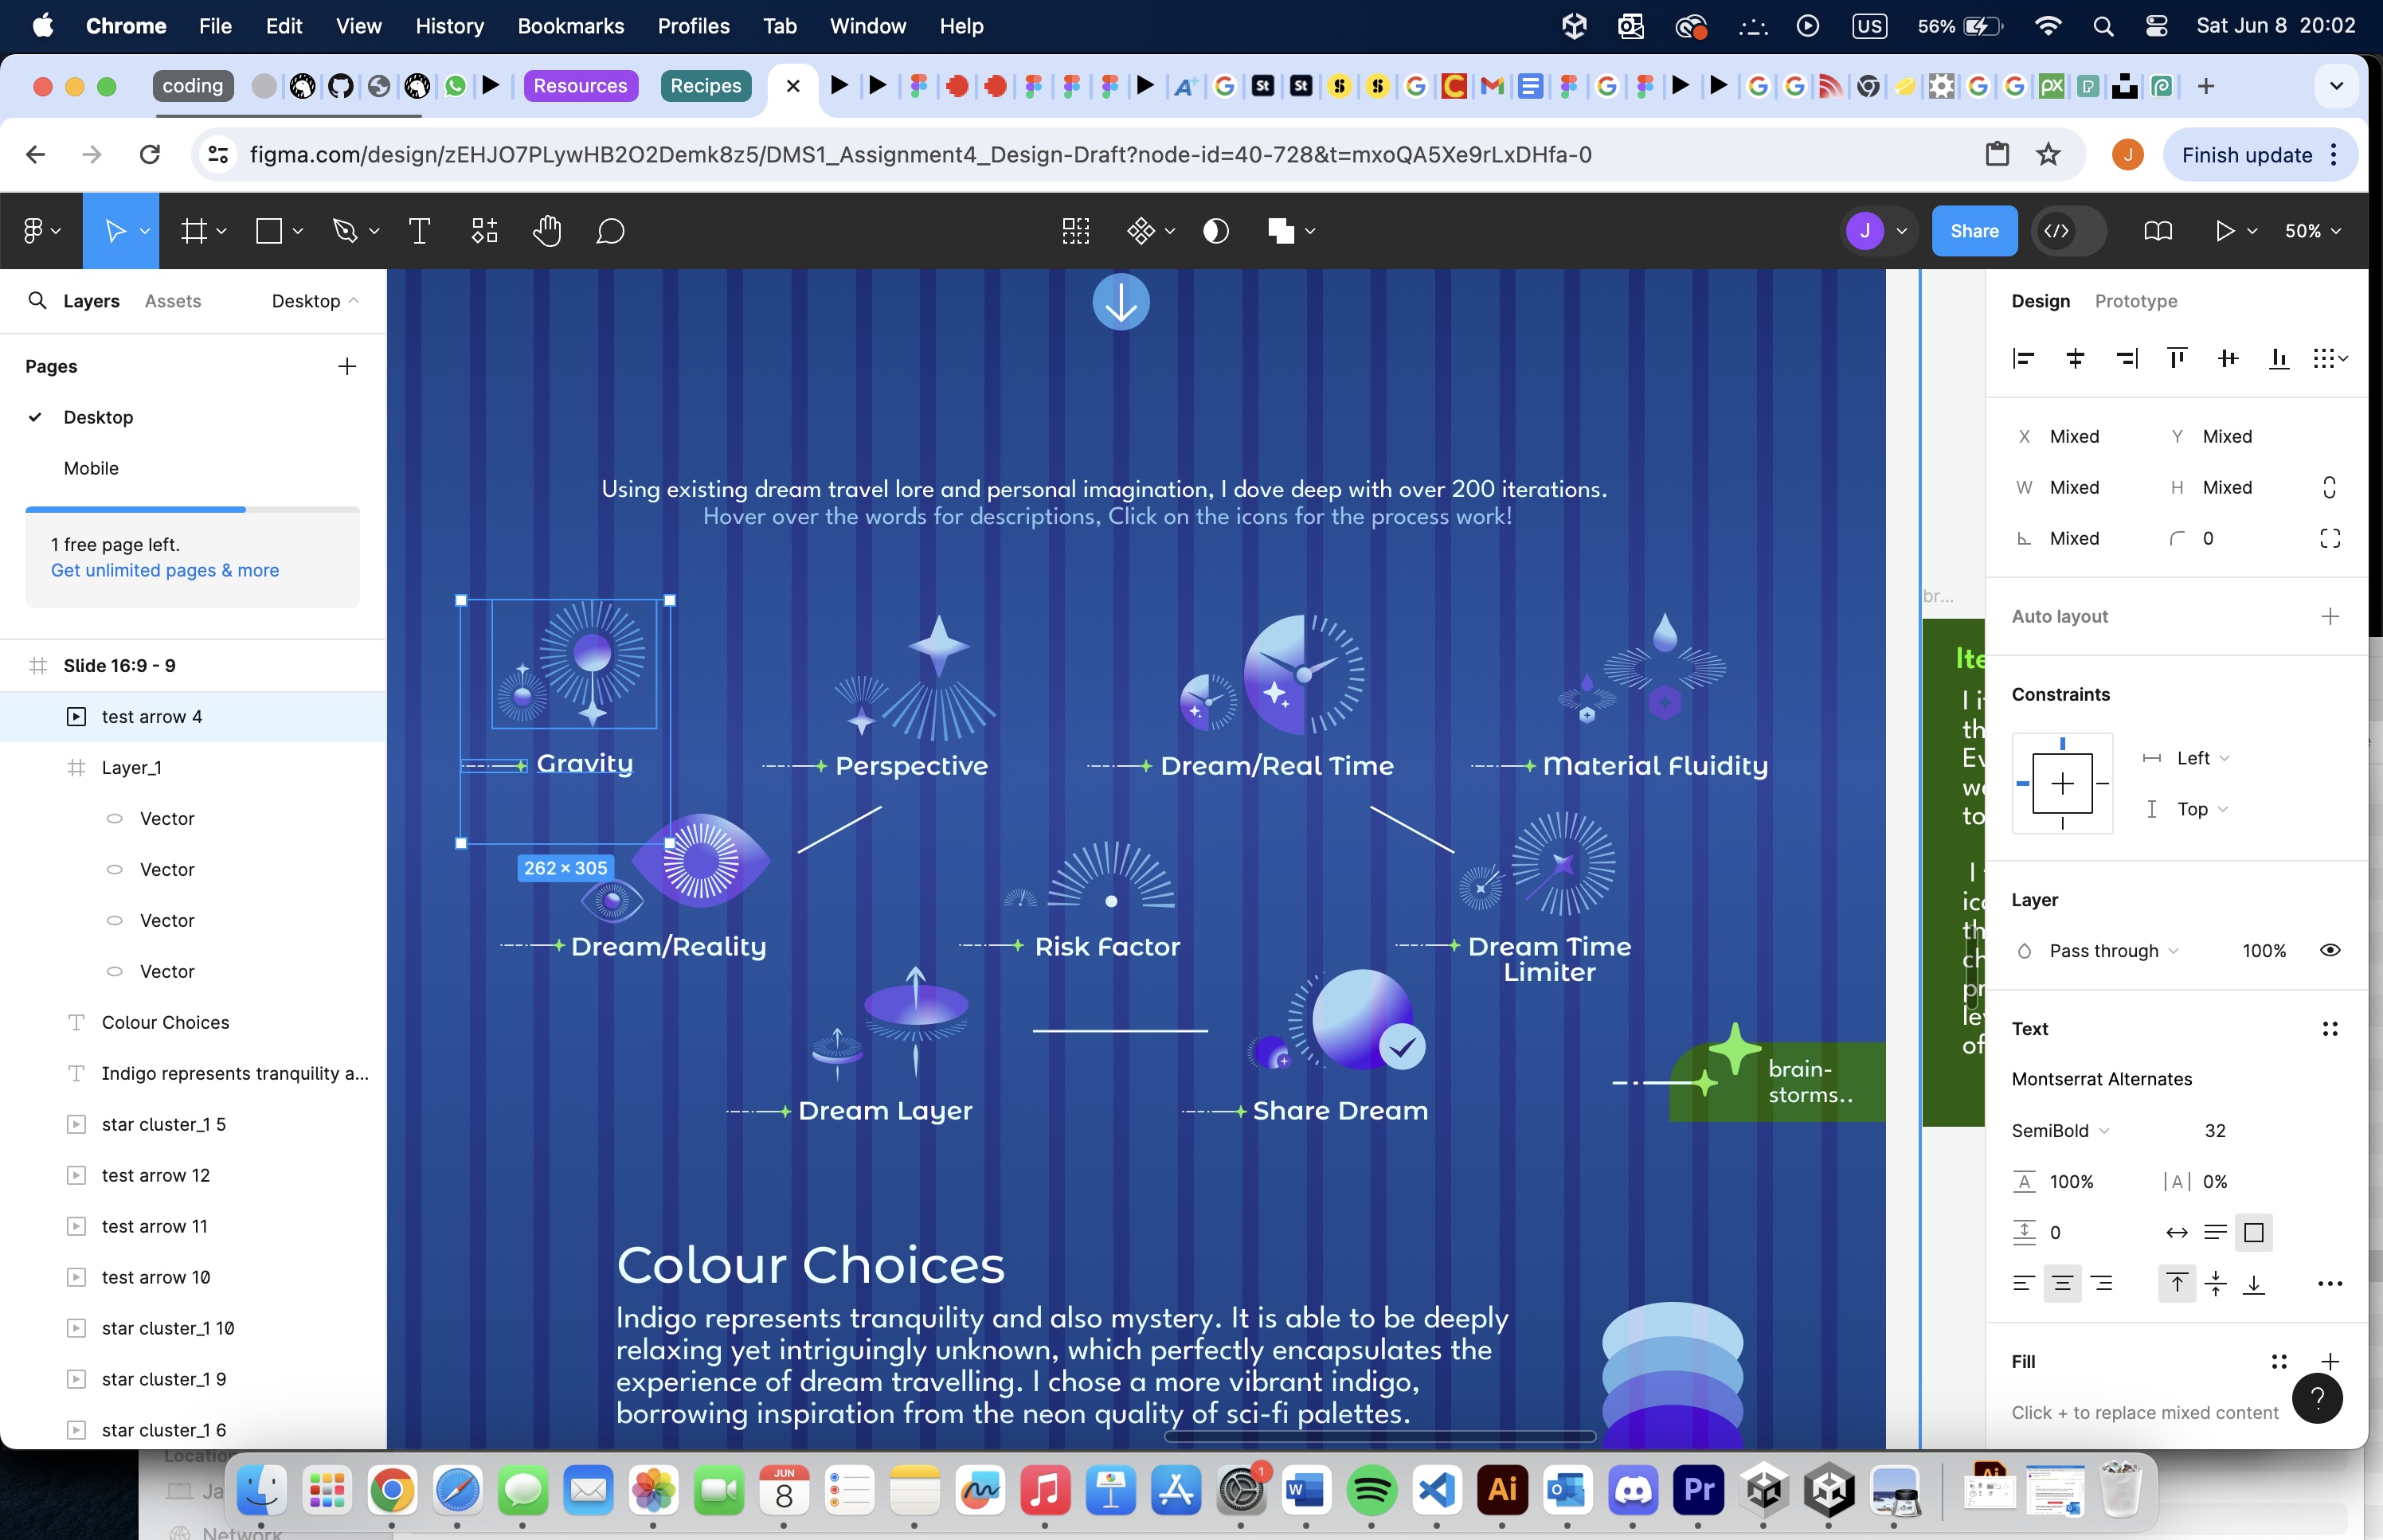 Chrome File Edit View History Bookmarks Profiles Tab Window Help US 56% Sat Jun 8 20:02
coding Resources Recipes
figma.com/design/zEHJO7PLywHB2O2Demk8z5/DMS1_Assignment4_Design-Draft?node-id=40-728&t=mxoQA5Xe9rLxDHfa-0 J Finish update
J Share 50%
Layers Assets Desktop
Pages
Desktop
Mobile
1 free page left.
Get unlimited pages & more
Slide 16:9 - 9
test arrow 4
Layer_1
Vector
Vector
Vector
Vector
Colour Choices
Indigo represents tranquility a...
star cluster_1 5
test arrow 12
test arrow 11
test arrow 10
star cluster_1 10
star cluster_1 9
star cluster_1 6
Using existing dream travel lore and personal imagination, I dove deep with over 200 iterations.
Hover over the words for descriptions, Click on the icons for the process work!
Gravity
Perspective
Dream/Real Time
Material Fluidity
262 × 305
Dream/Reality
Risk Factor
Dream Time
Limiter
Dream Layer
Share Dream
brain-
storms..
Colour Choices
Indigo represents tranquility and also mystery. It is able to be deeply
relaxing yet intriguingly unknown, which perfectly encapsulates the
experience of dream travelling. I chose a more vibrant indigo,
borrowing inspiration from the neon quality of sci-fi palettes.
br...
Design Prototype
X Mixed Y Mixed
W Mixed H Mixed
Mixed 0
Auto layout
Constraints
Left
Top
Layer
Pass through 100%
Text
Montserrat Alternates
SemiBold 32
100% 0%
0
Fill
Click + to replace mixed content
?
Location
Network
JUN
8
1
W
Ai
O
Pr